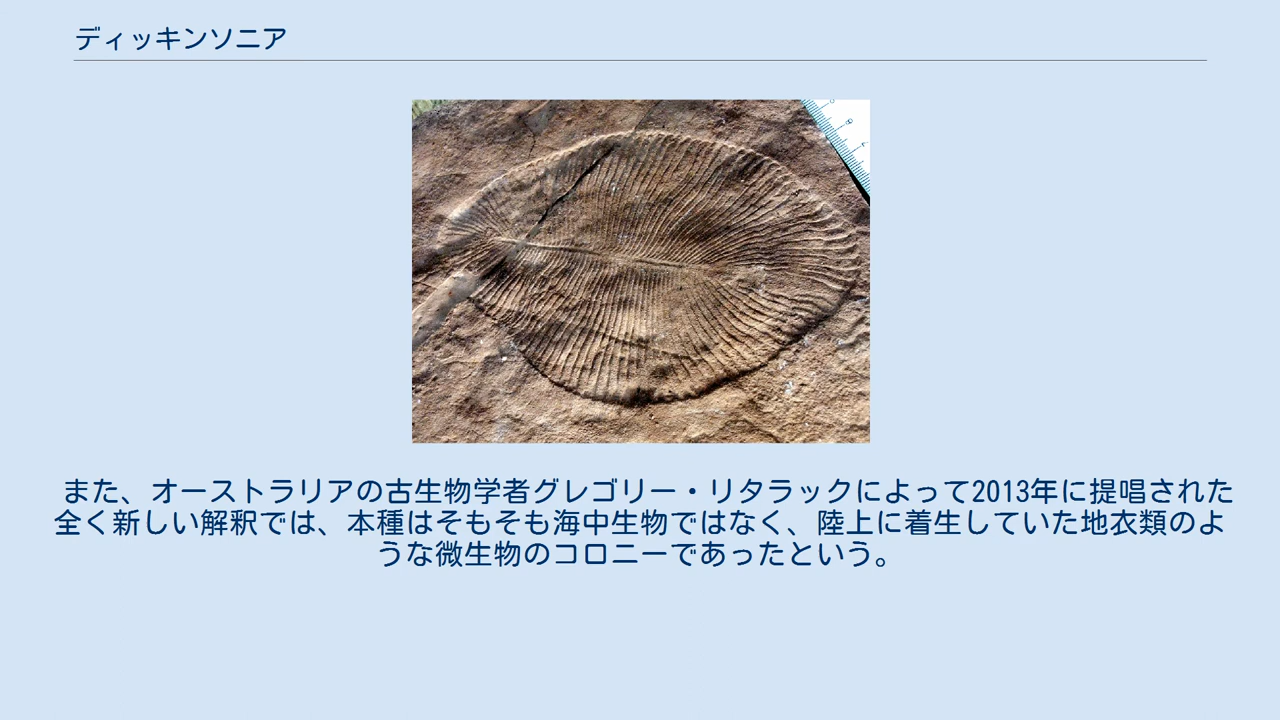 ディッキンソニア
また、オーストラリアの古生物学者グレゴリー・リタラックによって2013年に提唱された
全く新しい解釈では、本種はそもそも海中生物ではなく、陸上に着生していた地衣類のよ
うな微生物のコロニーであったという。